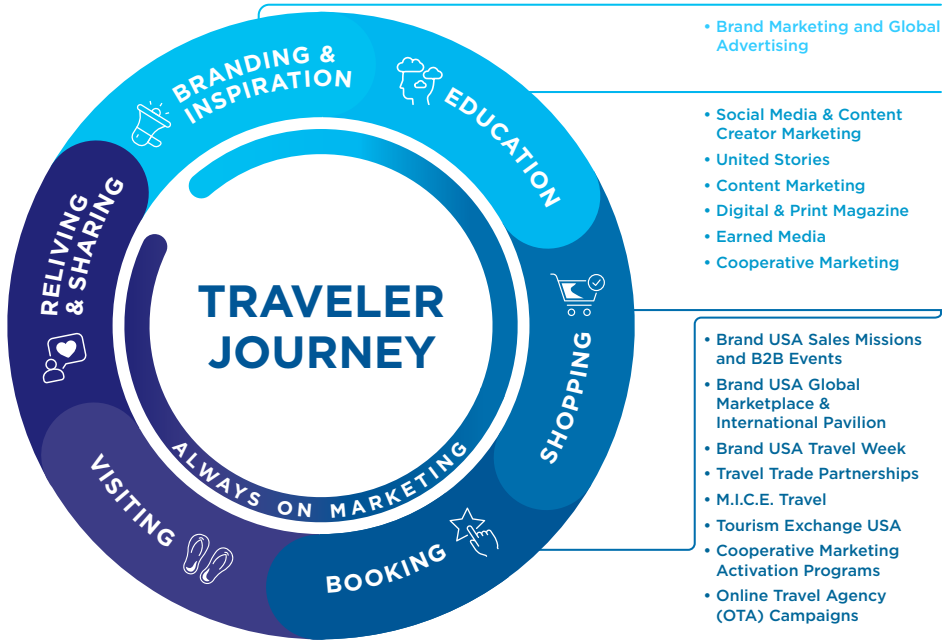 BRANDING &
INSPIRATION
EDUCATION
SHOPPING
BOOKING
VISITING
RELIVING
& SHARING
TRAVELER
JOURNEY
ALWAYS ON MARKETING
• Brand Marketing and Global
Advertising
• Social Media & Content
Creator Marketing
• United Stories
• Content Marketing
• Digital & Print Magazine
• Earned Media
• Cooperative Marketing
• Brand USA Sales Missions
and B2B Events
• Brand USA Global
Marketplace &
International Pavilion
• Brand USA Travel Week
• Travel Trade Partnerships
• M.I.C.E. Travel
• Tourism Exchange USA
• Cooperative Marketing
Activation Programs
• Online Travel Agency
(OTA) Campaigns